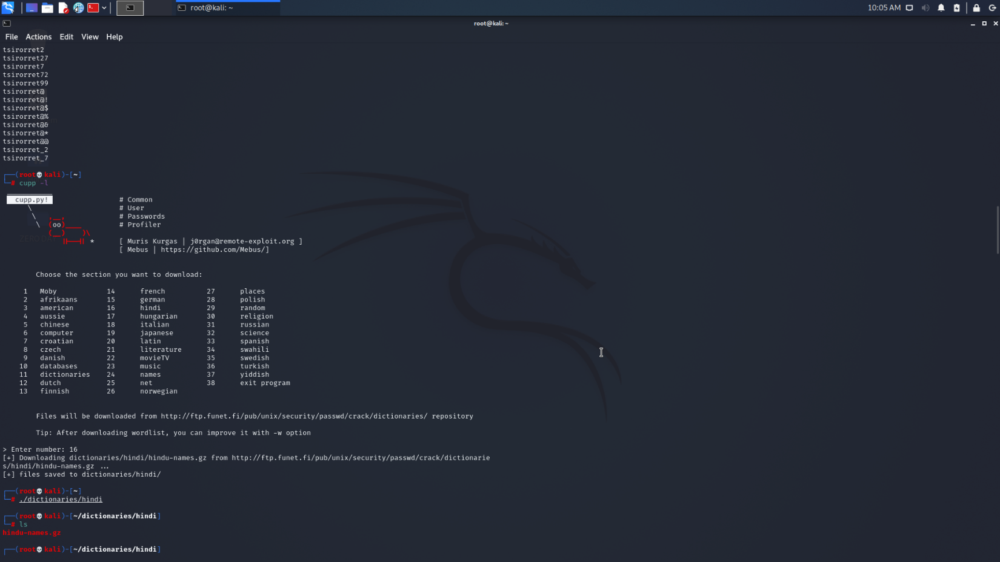 root@kali: ~
10:05 AM
root@kali: ~
File Actions Edit View Help
tsirorret2
tsirorret27
tsirorret7
tsirorret72
tsirorret99
tsirorret@
tsirorret@!
tsirorret@$
tsirorret@%
tsirorret@&
tsirorret@*
tsirorret@@
tsirorret_2
tsirorret_7
┌──(root💀kali)-[~]
└─# cupp -l
___________
cupp.py! # Common
\ # User
\ ,__, # Passwords
\ (oo)____ # Profiler
(__) )\
||--|| * [ Muris Kurgas | j0rgan@remote-exploit.org ]
[ Mebus | https://github.com/Mebus/]
Choose the section you want to download:
1 Moby 14 french 27 places
2 afrikaans 15 german 28 polish
3 american 16 hindi 29 random
4 aussie 17 hungarian 30 religion
5 chinese 18 italian 31 russian
6 computer 19 japanese 32 science
7 croatian 20 latin 33 spanish
8 czech 21 literature 34 swahili
9 danish 22 movieTV 35 swedish
10 databases 23 music 36 turkish
11 dictionaries 24 names 37 yiddish
12 dutch 25 net 38 exit program
13 finnish 26 norwegian
Files will be downloaded from http://ftp.funet.fi/pub/unix/security/passwd/crack/dictionaries/ repository
Tip: After downloading wordlist, you can improve it with -w option
> Enter number: 16
[+] Downloading dictionaries/hindi/hindu-names.gz from http://ftp.funet.fi/pub/unix/security/passwd/crack/dictionarie
s/hindi/hindu-names.gz ...
[+] files saved to dictionaries/hindi/
┌──(root💀kali)-[~]
└─# ./dictionaries/hindi
┌──(root💀kali)-[~/dictionaries/hindi]
└─# ls
hindu-names.gz
┌──(root💀kali)-[~/dictionaries/hindi]